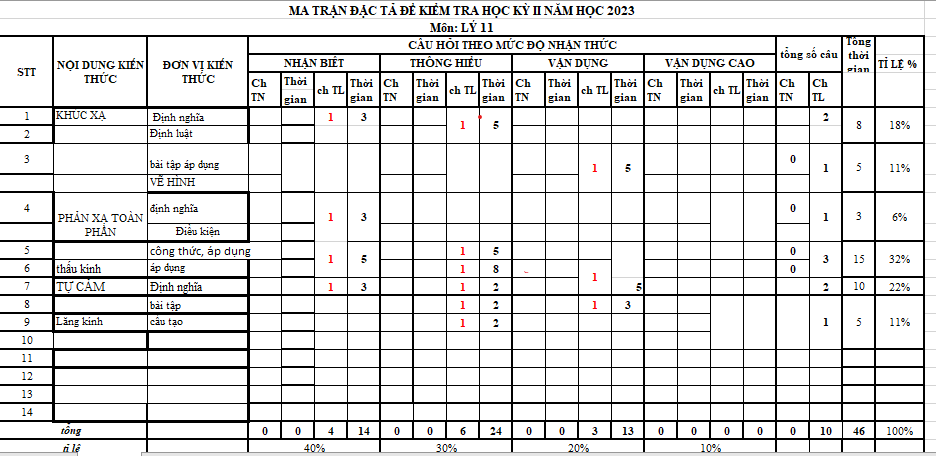 MA TRẬN ĐẶC TẢ ĐỀ KIỂM TRA HỌC KỲ II NĂM HỌC 2023
Môn: LÝ 11
STT NỘI DUNG KIẾN THỨC ĐƠN VỊ KIẾN THỨC CÂU HỎI THEO MỨC ĐỘ NHẬN THỨC tổng số câu Tổng thời gian TỈ LỆ %
NHẬN BIẾT THÔNG HIỂU VẬN DỤNG VẬN DỤNG CAO
Ch TN Thời gian ch TL Thời gian Ch TN Thời gian ch TL Thời gian Ch TN Thời gian ch TL Thời gian Ch TN Thời gian ch TL Thời gian Ch TN Ch TL
1 KHÚC XẠ Định nghĩa 1 3 1 5 2 8 18%
2 Định luật
3 bài tập áp dụng 1 5 0 1 5 11%
VẼ HÌNH
4 PHẢN XẠ TOÀN PHẦN định nghĩa 1 3 0 1 3 6%
Điều kiện
5 công thức, áp dụng 1 5 1 5 0 3 15 32%
6 thấu kính áp dụng 1 8 1 0
7 TỰ CẢM Định nghĩa 1 3 1 2 5 2 10 22%
8 bài tập 1 2 1 3 1 5 11%
9 Lăng kính cấu tạo 1 2
10
11
12
13
14
tổng 0 0 4 14 0 0 6 24 0 0 3 13 0 0 0 0 0 10 46 100%
tỉ lệ 40% 30% 20% 10%